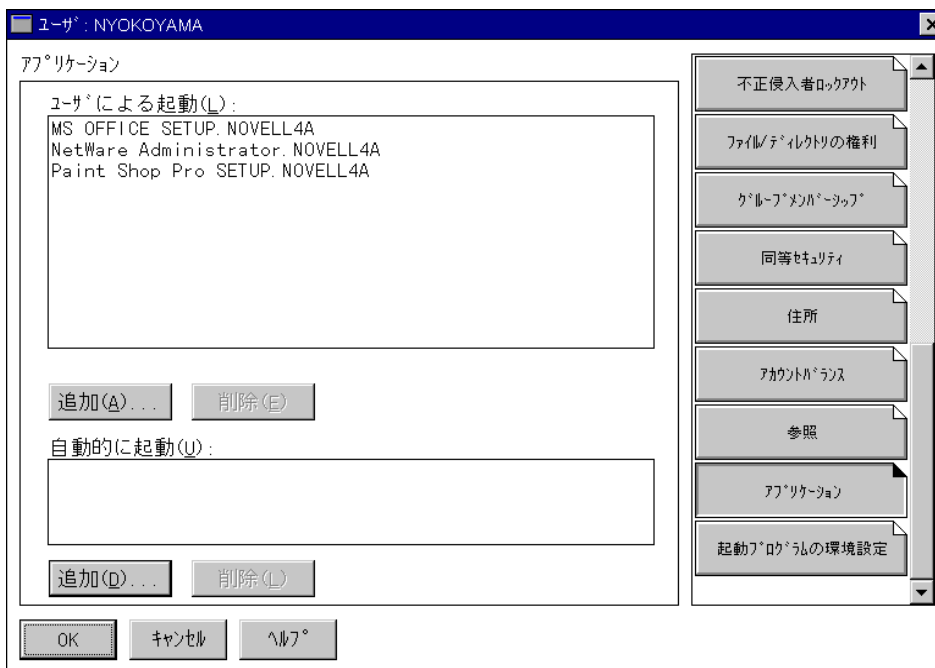 ﾕｰｻﾞ: NYOKOYAMA
ｱﾌﾟﾘｹｰｼｮﾝ
ﾕｰｻﾞによる起動(L):
MS OFFICE SETUP.NOVELL4A
NetWare Administrator.NOVELL4A
Paint Shop Pro SETUP.NOVELL4A
追加(A)...
削除(E)
自動的に起動(U):
追加(D)...
削除(L)
OK
ｷｬﾝｾﾙ
ﾍﾙﾌﾟ
不正侵入者ﾛｯｸｱｳﾄ
ﾌｧｲﾙ/ﾃﾞｨﾚｸﾄﾘの権利
ｸﾞﾙｰﾌﾟﾒﾝﾊﾞｰｼｯﾌﾟ
同等ｾｷｭﾘﾃｨ
住所
ｱｶｳﾝﾄﾊﾞﾗﾝｽ
参照
ｱﾌﾟﾘｹｰｼｮﾝ
起動ﾌﾟﾛｸﾞﾗﾑの環境設定